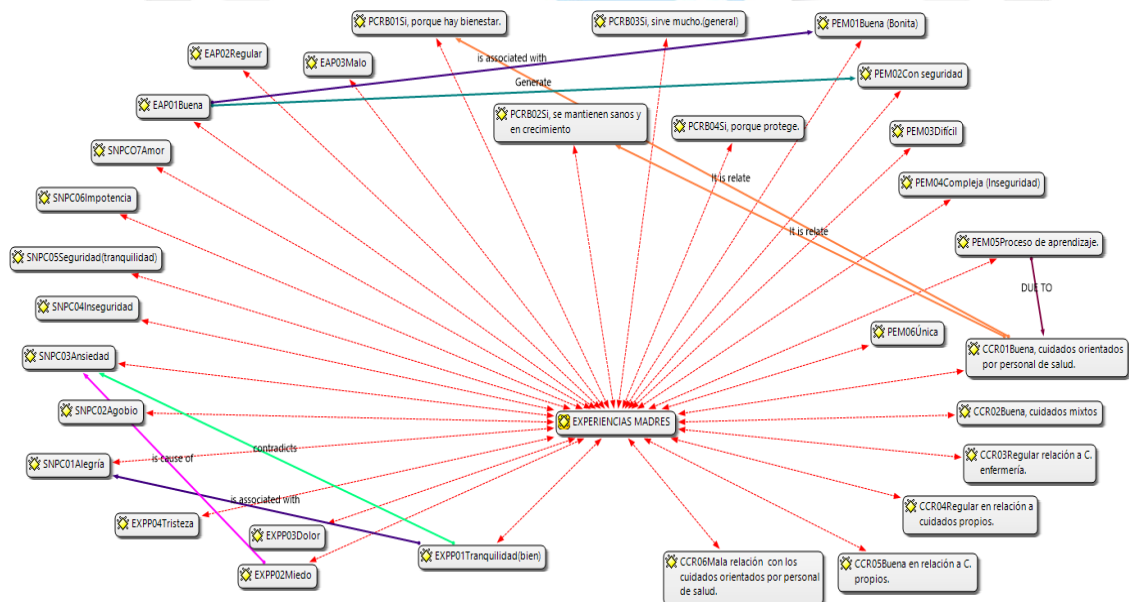 PCRB01Si, porque hay bienestar.
PCRB03Si, sirve mucho.(general)
PEM01Buena (Bonita)
EAP02Regular
EAP03Malo
is associated with
PEM02Con seguridad
Generate
EAP01Buena
PCRB02Si, se mantienen sanos y
en crecimiento
PCRB04Si, porque protege.
PEM03Difícil
SNPCO7Amor
It is relate
PEM04Compleja (Inseguridad)
SNPC06Impotencia
It is relate
PEM05Proceso de aprendizaje.
SNPC05Seguridad(tranquilidad)
DUE TO
SNPC04Inseguridad
PEM06Única
SNPC03Ansiedad
CCR01Buena, cuidados orientados
por personal de salud.
SNPC02Agobio
EXPERIENCIAS MADRES
CCR02Buena, cuidados mixtos
contradicts
SNPC01Alegría
is cause of
CCR03Regular relación a C.
enfermería.
is associated with
CCR04Regular en relación a
cuidados propios.
EXPP04Tristeza
EXPP03Dolor
EXPP01Tranquilidad(bien)
CCR06Mala relación con los
cuidados orientados por personal
de salud.
CCR05Buena en relación a C.
propios.
EXPP02Miedo